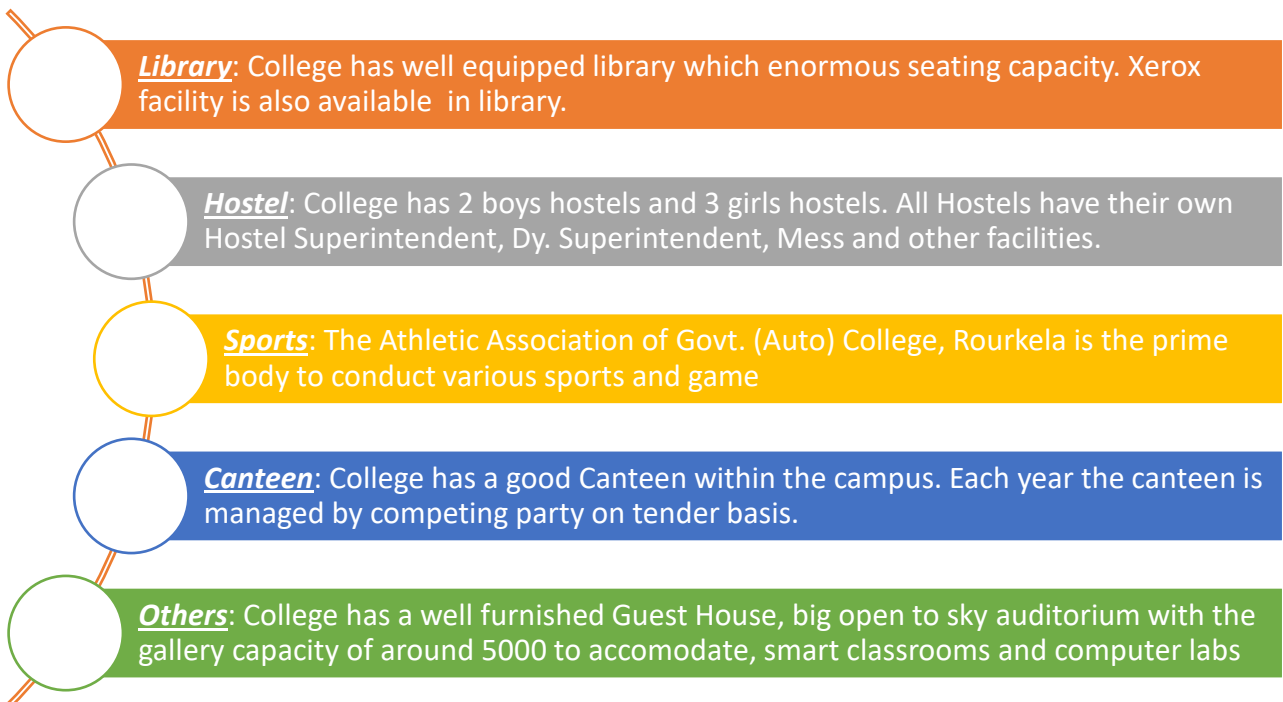 Library: College has well equipped library which enormous seating capacity. Xerox
facility is also available  in library.
Hostel: College has 2 boys hostels and 3 girls hostels. All Hostels have their own
Hostel Superintendent, Dy. Superintendent, Mess and other facilities.
Sports: The Athletic Association of Govt. (Auto) College, Rourkela is the prime
body to conduct various sports and game
Canteen: College has a good Canteen within the campus. Each year the canteen is
managed by competing party on tender basis.
Others: College has a well furnished Guest House, big open to sky auditorium with the
gallery capacity of around 5000 to accomodate, smart classrooms and computer labs